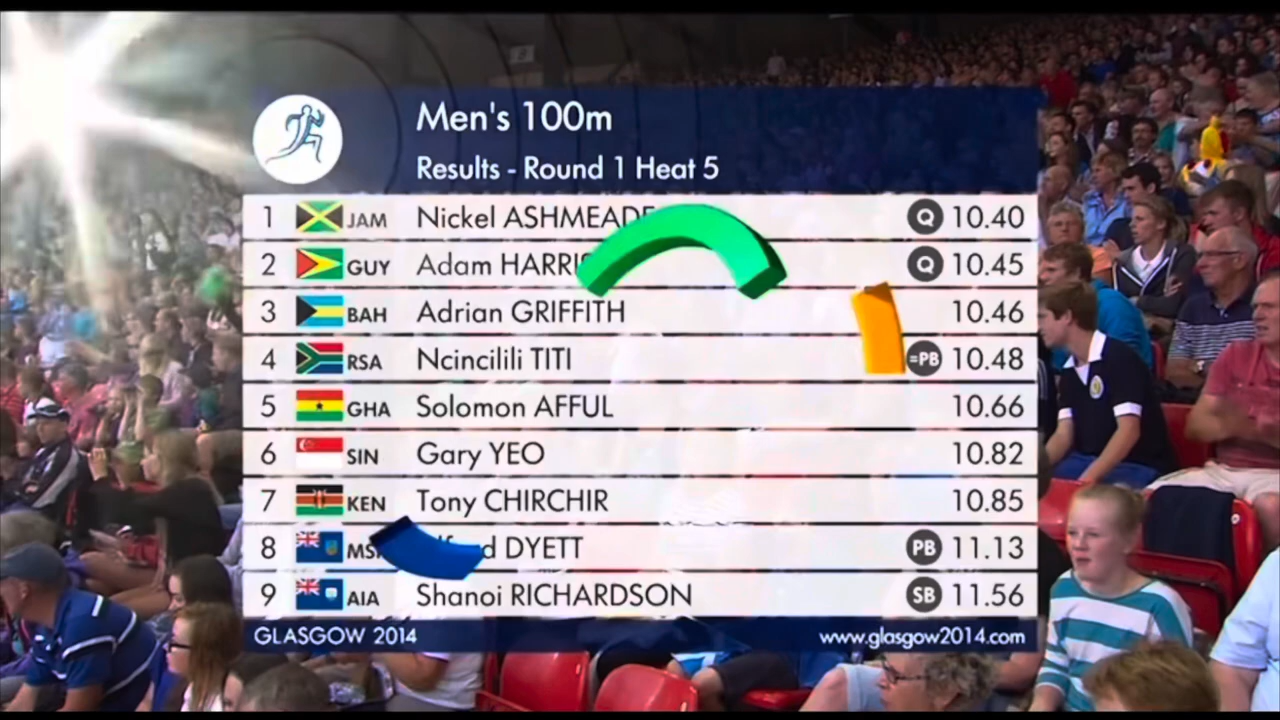 Men's 100m
Results - Round 1 Heat 5
1 JAM Nickel ASHMEADE Q 10.40
2 GUY Adam Q 10.45
3 BAH Adrian GRIFFITH 10.46
4 RSA Ncincilili TITI =PB 10.48
5 GHA Solomon AFFUL 10.66
6 SIN Gary YEO 10.82
7 KEN Tony CHIRCHIR 10.85
8 DYETT PB 11.13
9 AIA Shanoi RICHARDSON SB 11.56
GLASGOW 2014 www.glasgow2014.com